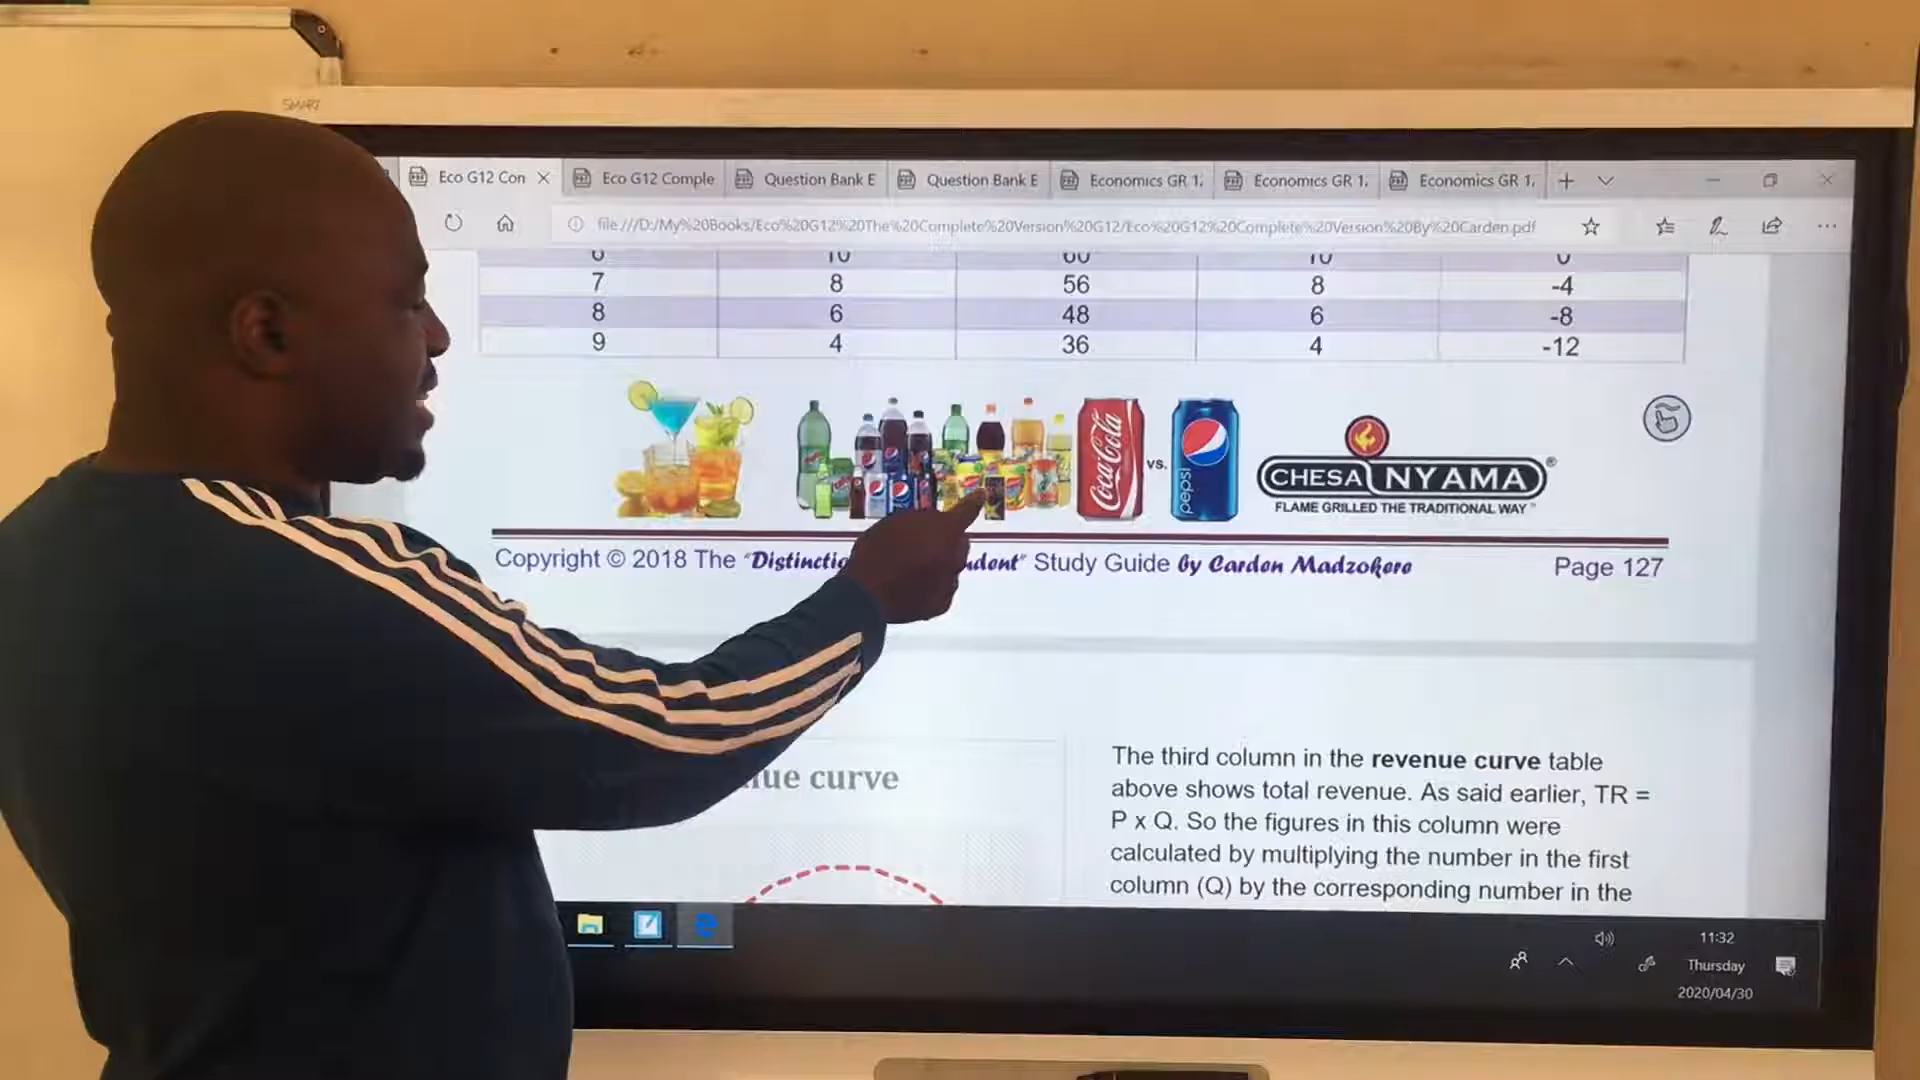 SMART
Eco G12 Con
Eco G12 Comple
Question Bank E
Question Bank E
Economics GR 1
Economics GR 1
Economics GR 1
file:///D:/My%20Books/Eco%20G12%20The%20Complete%20Version%20G12/Eco%20G12%20Complete%20Version%20By%20Carden.pdf
7 8 56 8 -4
8 6 48 6 -8
9 4 36 4 -12
Coca-Cola
vs.
pepsi
CHESA NYAMA®
FLAME GRILLED THE TRADITIONAL WAY™
Copyright © 2018 The "Distinctio udent" Study Guide by Carden Madzokere Page 127
ue curve
The third column in the revenue curve table
above shows total revenue. As said earlier, TR =
P x Q. So the figures in this column were
calculated by multiplying the number in the first
column (Q) by the corresponding number in the
11:32
Thursday
2020/04/30